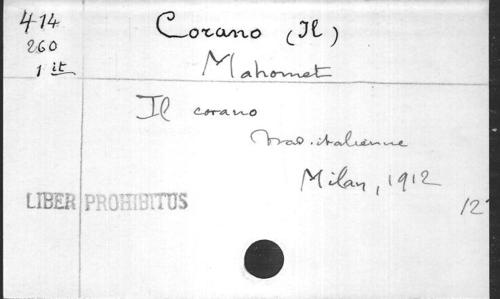 414
260
1 it
Corano (Il)
Mahomet
Il corano
trad. italienne
Milan, 1912
12°
LIBER PROHIBITUS